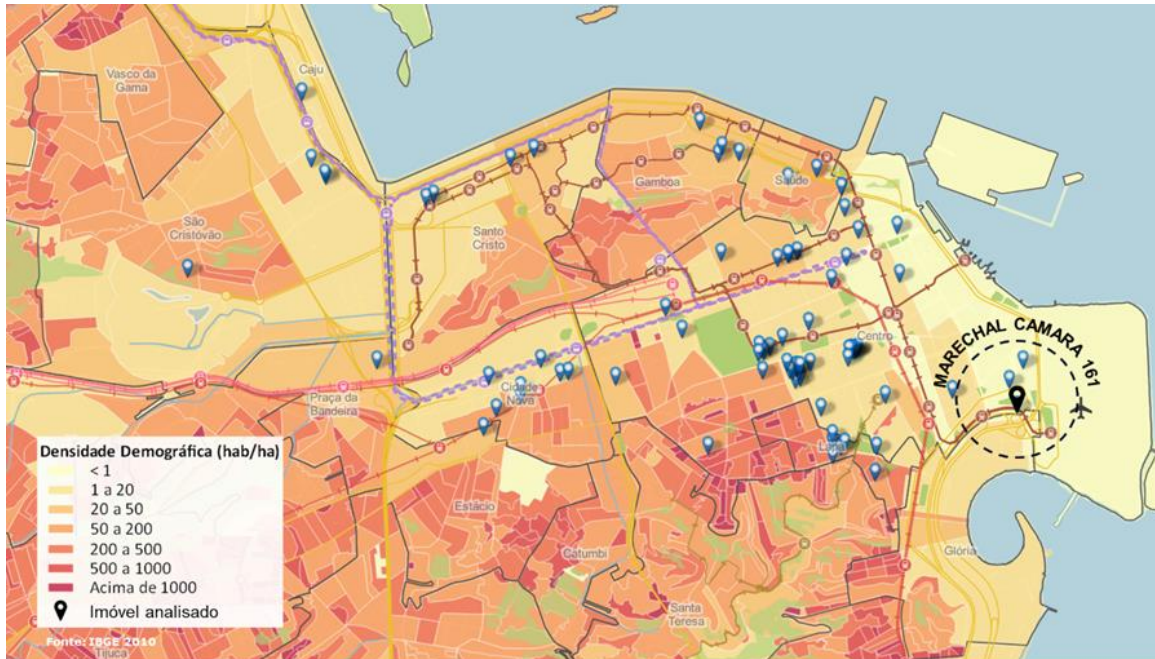 Vasco da
Gama
Caju
São
Cristóvão
Santo
Cristo
Gamboa
Saúde
Centro
MARECHAL CAMARA 161
Praça da
Bandeira
Cidade
Nova
Lapa
Estácio
Catumbi
Glória
Santa
Teresa
Tijuca
Densidade Demográfica (hab/ha)
< 1
1 a 20
20 a 50
50 a 200
200 a 500
500 a 1000
Acima de 1000
Imóvel analisado
Fonte: IBGE 2010